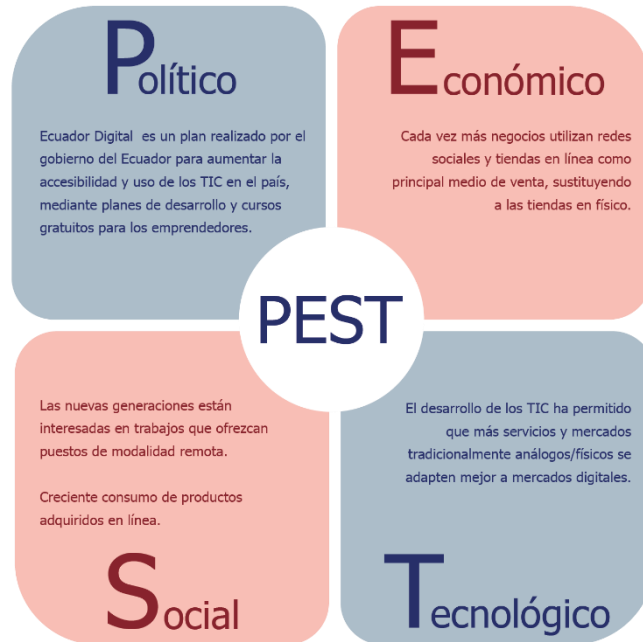 Político
Ecuador Digital es un plan realizado por el
gobierno del Ecuador para aumentar la
accesibilidad y uso de los TIC en el país,
mediante planes de desarrollo y cursos
gratuitos para los emprendedores.
Económico
Cada vez más negocios utilizan redes
sociales y tiendas en línea como
principal medio de venta, sustituyendo
a las tiendas en físico.
PEST
Las nuevas generaciones están
interesadas en trabajos que ofrezcan
puestos de modalidad remota.
Creciente consumo de productos
adquiridos en línea.
Social
El desarrollo de los TIC ha permitido
que más servicios y mercados
tradicionalmente análogos/físicos se
adapten mejor a mercados digitales.
Tecnológico